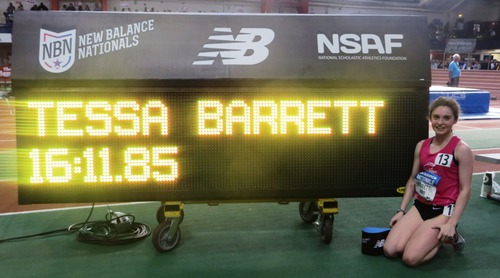 NBN
NEW BALANCE
NATIONALS
NB
NSAF
NATIONAL SCHOLASTIC ATHLETICS FOUNDATION
TESSA BARRETT
16:11.85
13